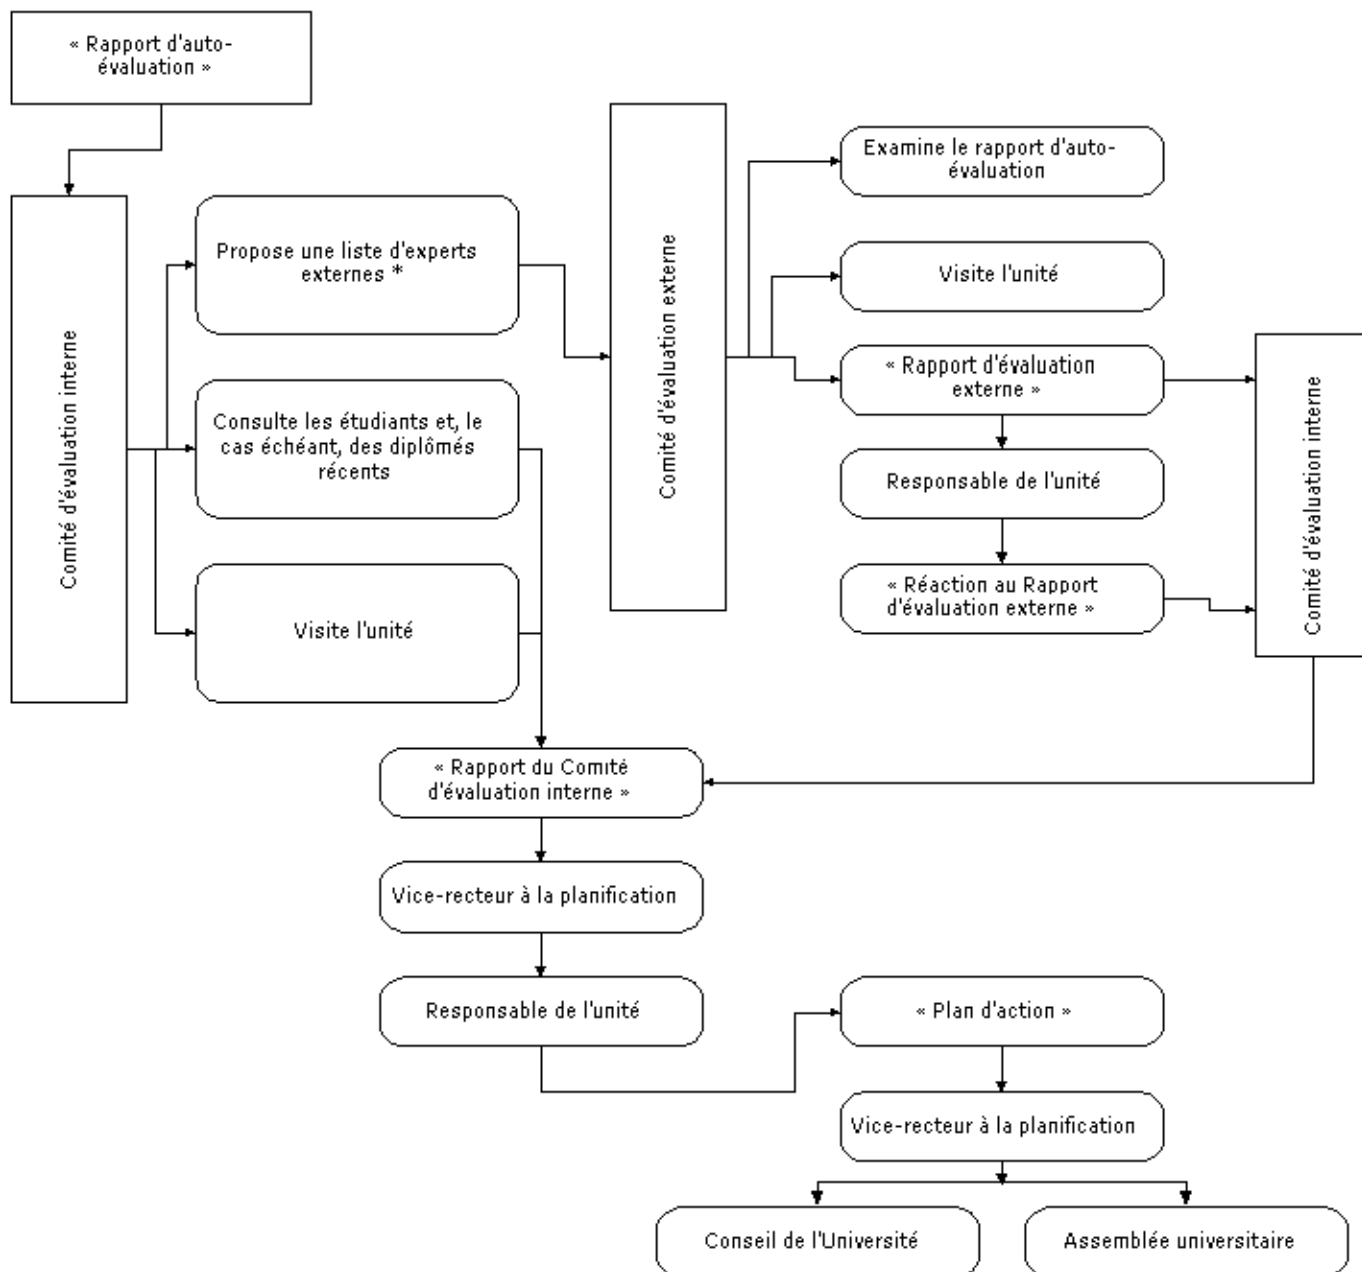 « Rapport d'auto-
évaluation »
Comité d'évaluation interne
Propose une liste d'experts
externes *
Consulte les étudiants et, le
cas échéant, des diplômés
récents
Visite l'unité
Comité d'évaluation externe
Examine le rapport d'auto-
évaluation
Visite l'unité
« Rapport d'évaluation
externe »
Responsable de l'unité
« Réaction au Rapport
d'évaluation externe »
Comité d'évaluation interne
« Rapport du Comité
d'évaluation interne »
Vice-recteur à la planification
Responsable de l'unité
« Plan d'action »
Vice-recteur à la planification
Conseil de l'Université
Assemblée universitaire